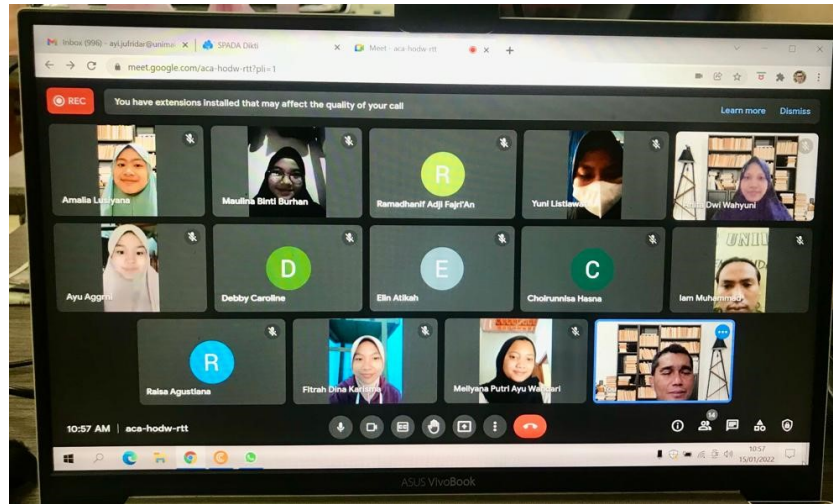 Inbox (996) - ayi.jufridar@unima
SPADA Dikti
Meet - aca-hodw-rtt
meet.google.com/aca-hodw-rtt?pli=1
REC
You have extensions installed that may affect the quality of your call
Learn more
Dismiss
Amalia Lusiyana
Maulina Binti Burhan
R
Ramadhanif Adji Fajri'An
Yuni Listiawa
Dwi Wahyuni
Ayu Aggrni
D
Debby Caroline
E
Elin Atikah
C
Choirunnisa Hasna
UNI
Iam Muhammad
R
Raisa Agustiana
Fitrah Dina Karisma
Meilyana Putri Ayu Wandari
You
10:57 AM | aca-hodw-rtt
14
10:57
15/01/2022
ASUS VivoBook